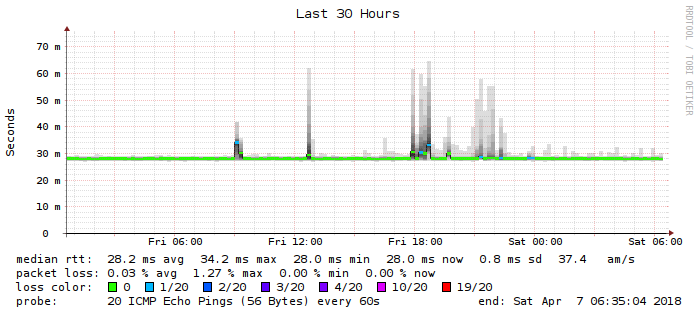 Last 30 Hours
RRDTOOL / TOBI OETIKER
Seconds
70 m
60 m
50 m
40 m
30 m
20 m
10 m
0
Fri 06:00 Fri 12:00 Fri 18:00 Sat 00:00 Sat 06:00
median rtt: 28.2 ms avg 34.2 ms max 28.0 ms min 28.0 ms now 0.8 ms sd 37.4 am/s
packet loss: 0.03 % avg 1.27 % max 0.00 % min 0.00 % now
loss color: 0 1/20 2/20 3/20 4/20 10/20 19/20
probe: 20 ICMP Echo Pings (56 Bytes) every 60s end: Sat Apr 7 06:35:04 2018